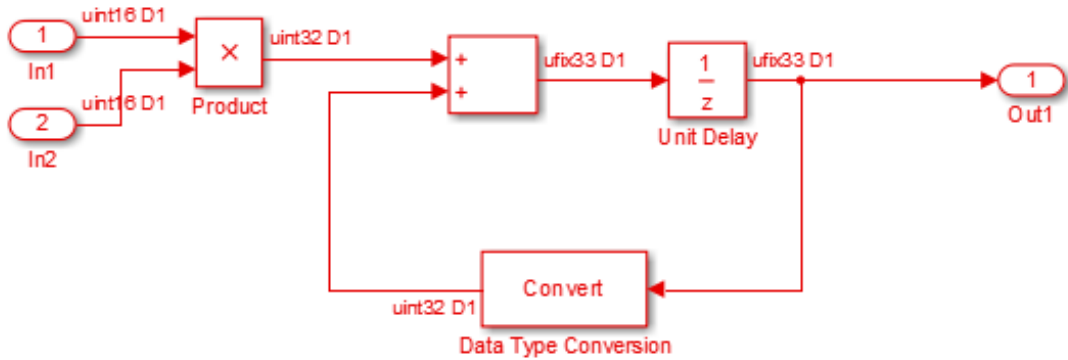 uint16 D1
1
In1
uint16 D1
2
In2
×
Product
uint32 D1
+
+
ufix33 D1
1
z
Unit Delay
ufix33 D1
1
Out1
Convert
uint32 D1
Data Type Conversion